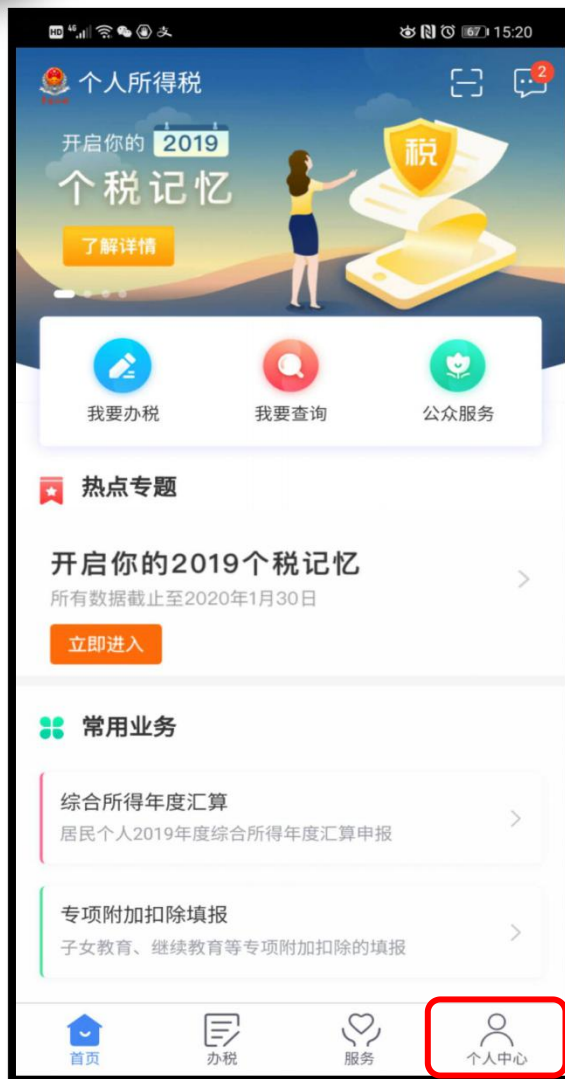 HD 46 67 15:20
个人所得税
2
开启你的 2019
个税记忆
税
了解详情
我要办税 我要查询 公众服务
热点专题
开启你的2019个税记忆
所有数据截止至2020年1月30日
立即进入
常用业务
综合所得年度汇算
居民个人2019年度综合所得年度汇算申报
专项附加扣除填报
子女教育、继续教育等专项附加扣除的填报
首页 办税 服务 个人中心